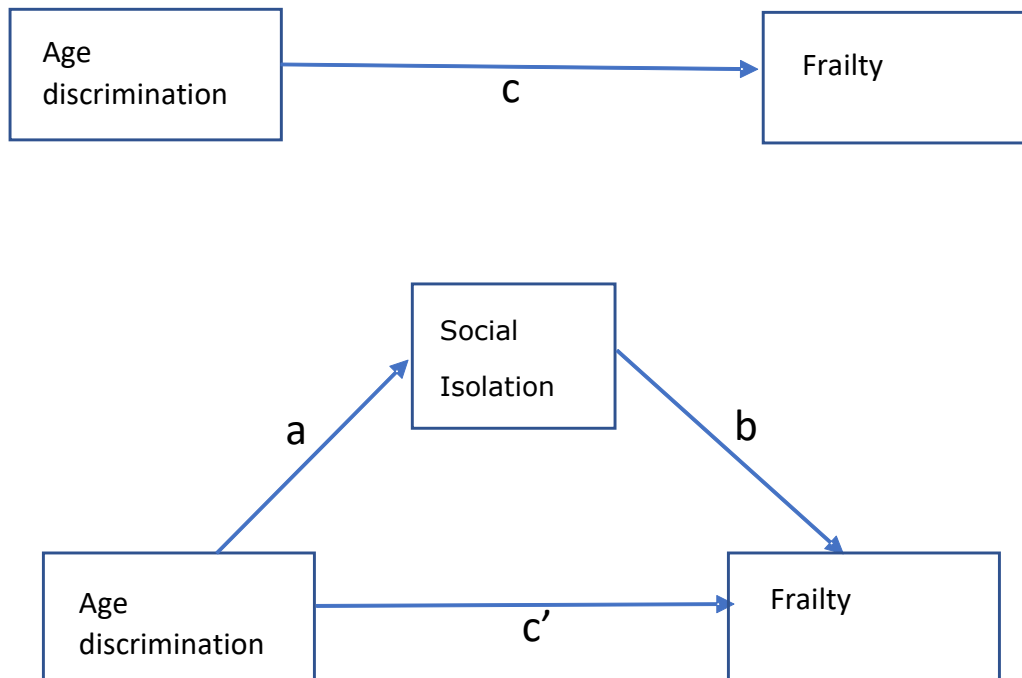 Age
discrimination
c
Frailty
Social
Isolation
a
b
Age
discrimination
c’
Frailty